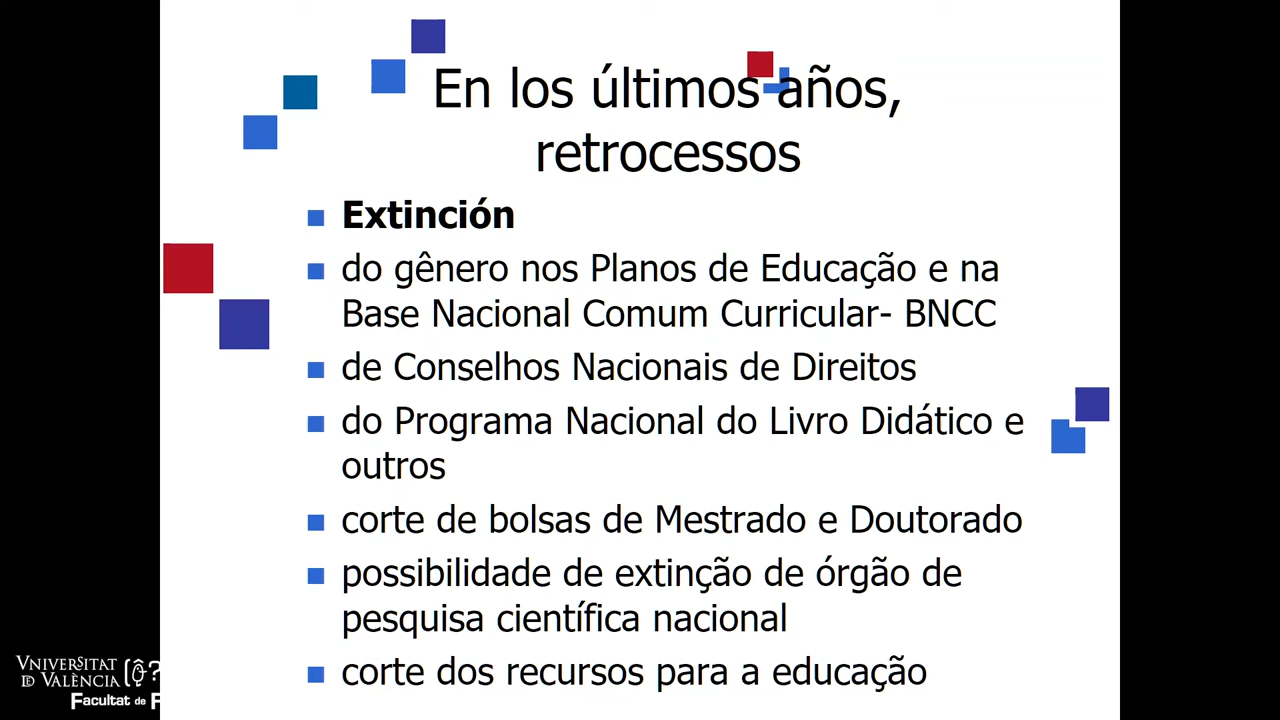 En los últimos años,
retrocessos
Extinción
do gênero nos Planos de Educação e na
Base Nacional Comum Curricular- BNCC
de Conselhos Nacionais de Direitos
do Programa Nacional do Livro Didático e
outros
corte de bolsas de Mestrado e Doutorado
possibilidade de extinção de órgão de
pesquisa científica nacional
corte dos recursos para a educação
VNIVERSITAT
ID VALÈNCIA
Facultat de F